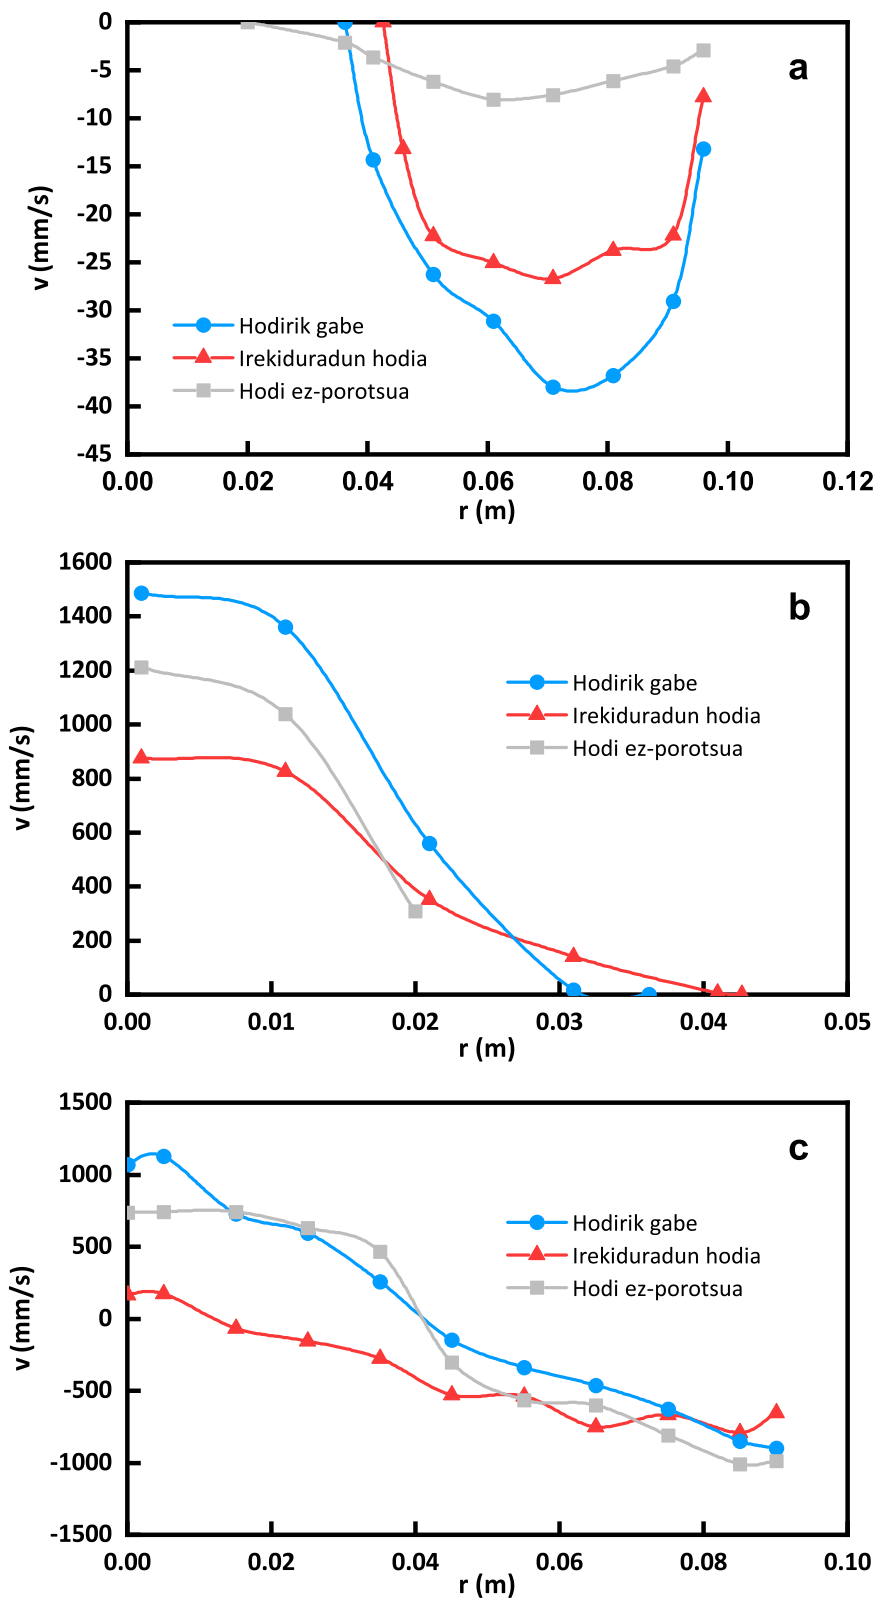 a
0
-5
-10
-15
-20
-25
-30
-35
-40
-45
v (mm/s)
Hodirik gabe
Irekiduradun hodia
Hodi ez-porotsua
0.00 0.02 0.04 0.06 0.08 0.10 0.12
r (m)
b
1600
1400
1200
1000
800
600
400
200
0
v (mm/s)
Hodirik gabe
Irekiduradun hodia
Hodi ez-porotsua
0.00 0.01 0.02 0.03 0.04 0.05
r (m)
c
1500
1000
500
0
-500
-1000
-1500
v (mm/s)
Hodirik gabe
Irekiduradun hodia
Hodi ez-porotsua
0.00 0.02 0.04 0.06 0.08 0.10
r (m)